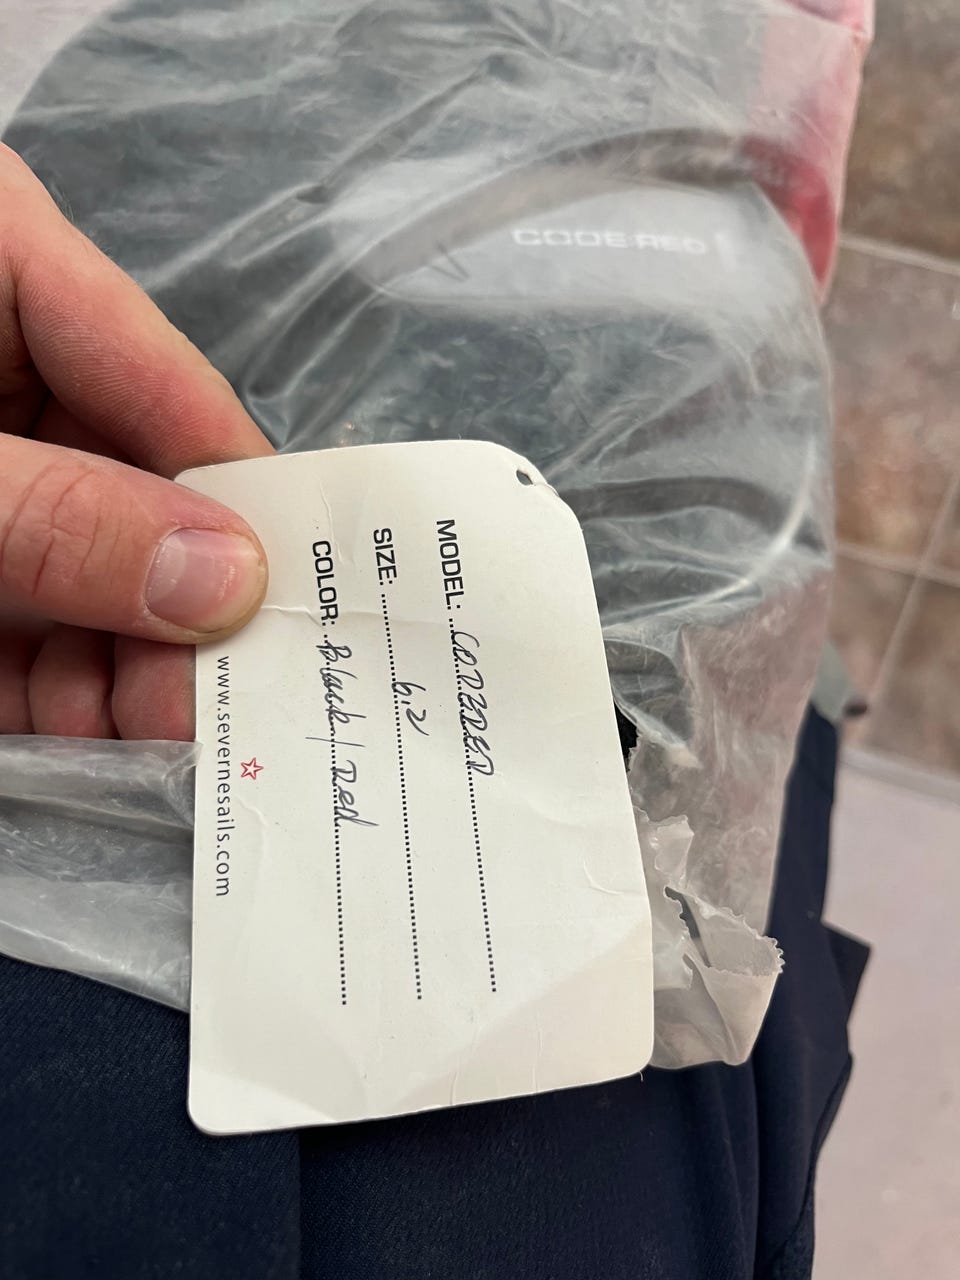 CODE:RED
MODEL: CODERED
SIZE: 6.2
COLOR: Black/Red
www.severnesails.com